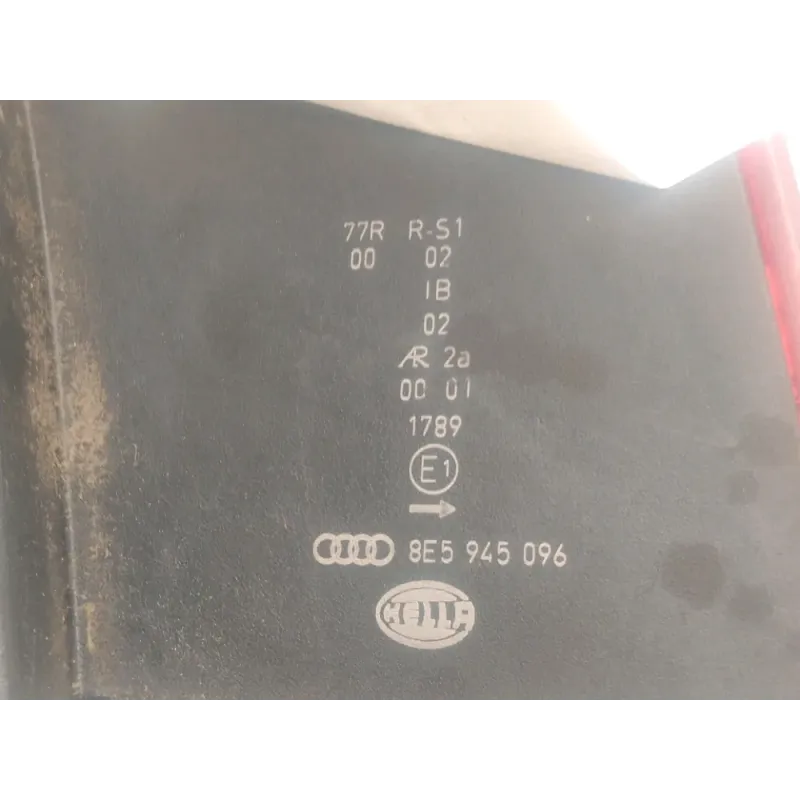 77R R-S1
00 02
IB
02
AR 2a
00 01
1789
E1
8E5 945 096
HELLA